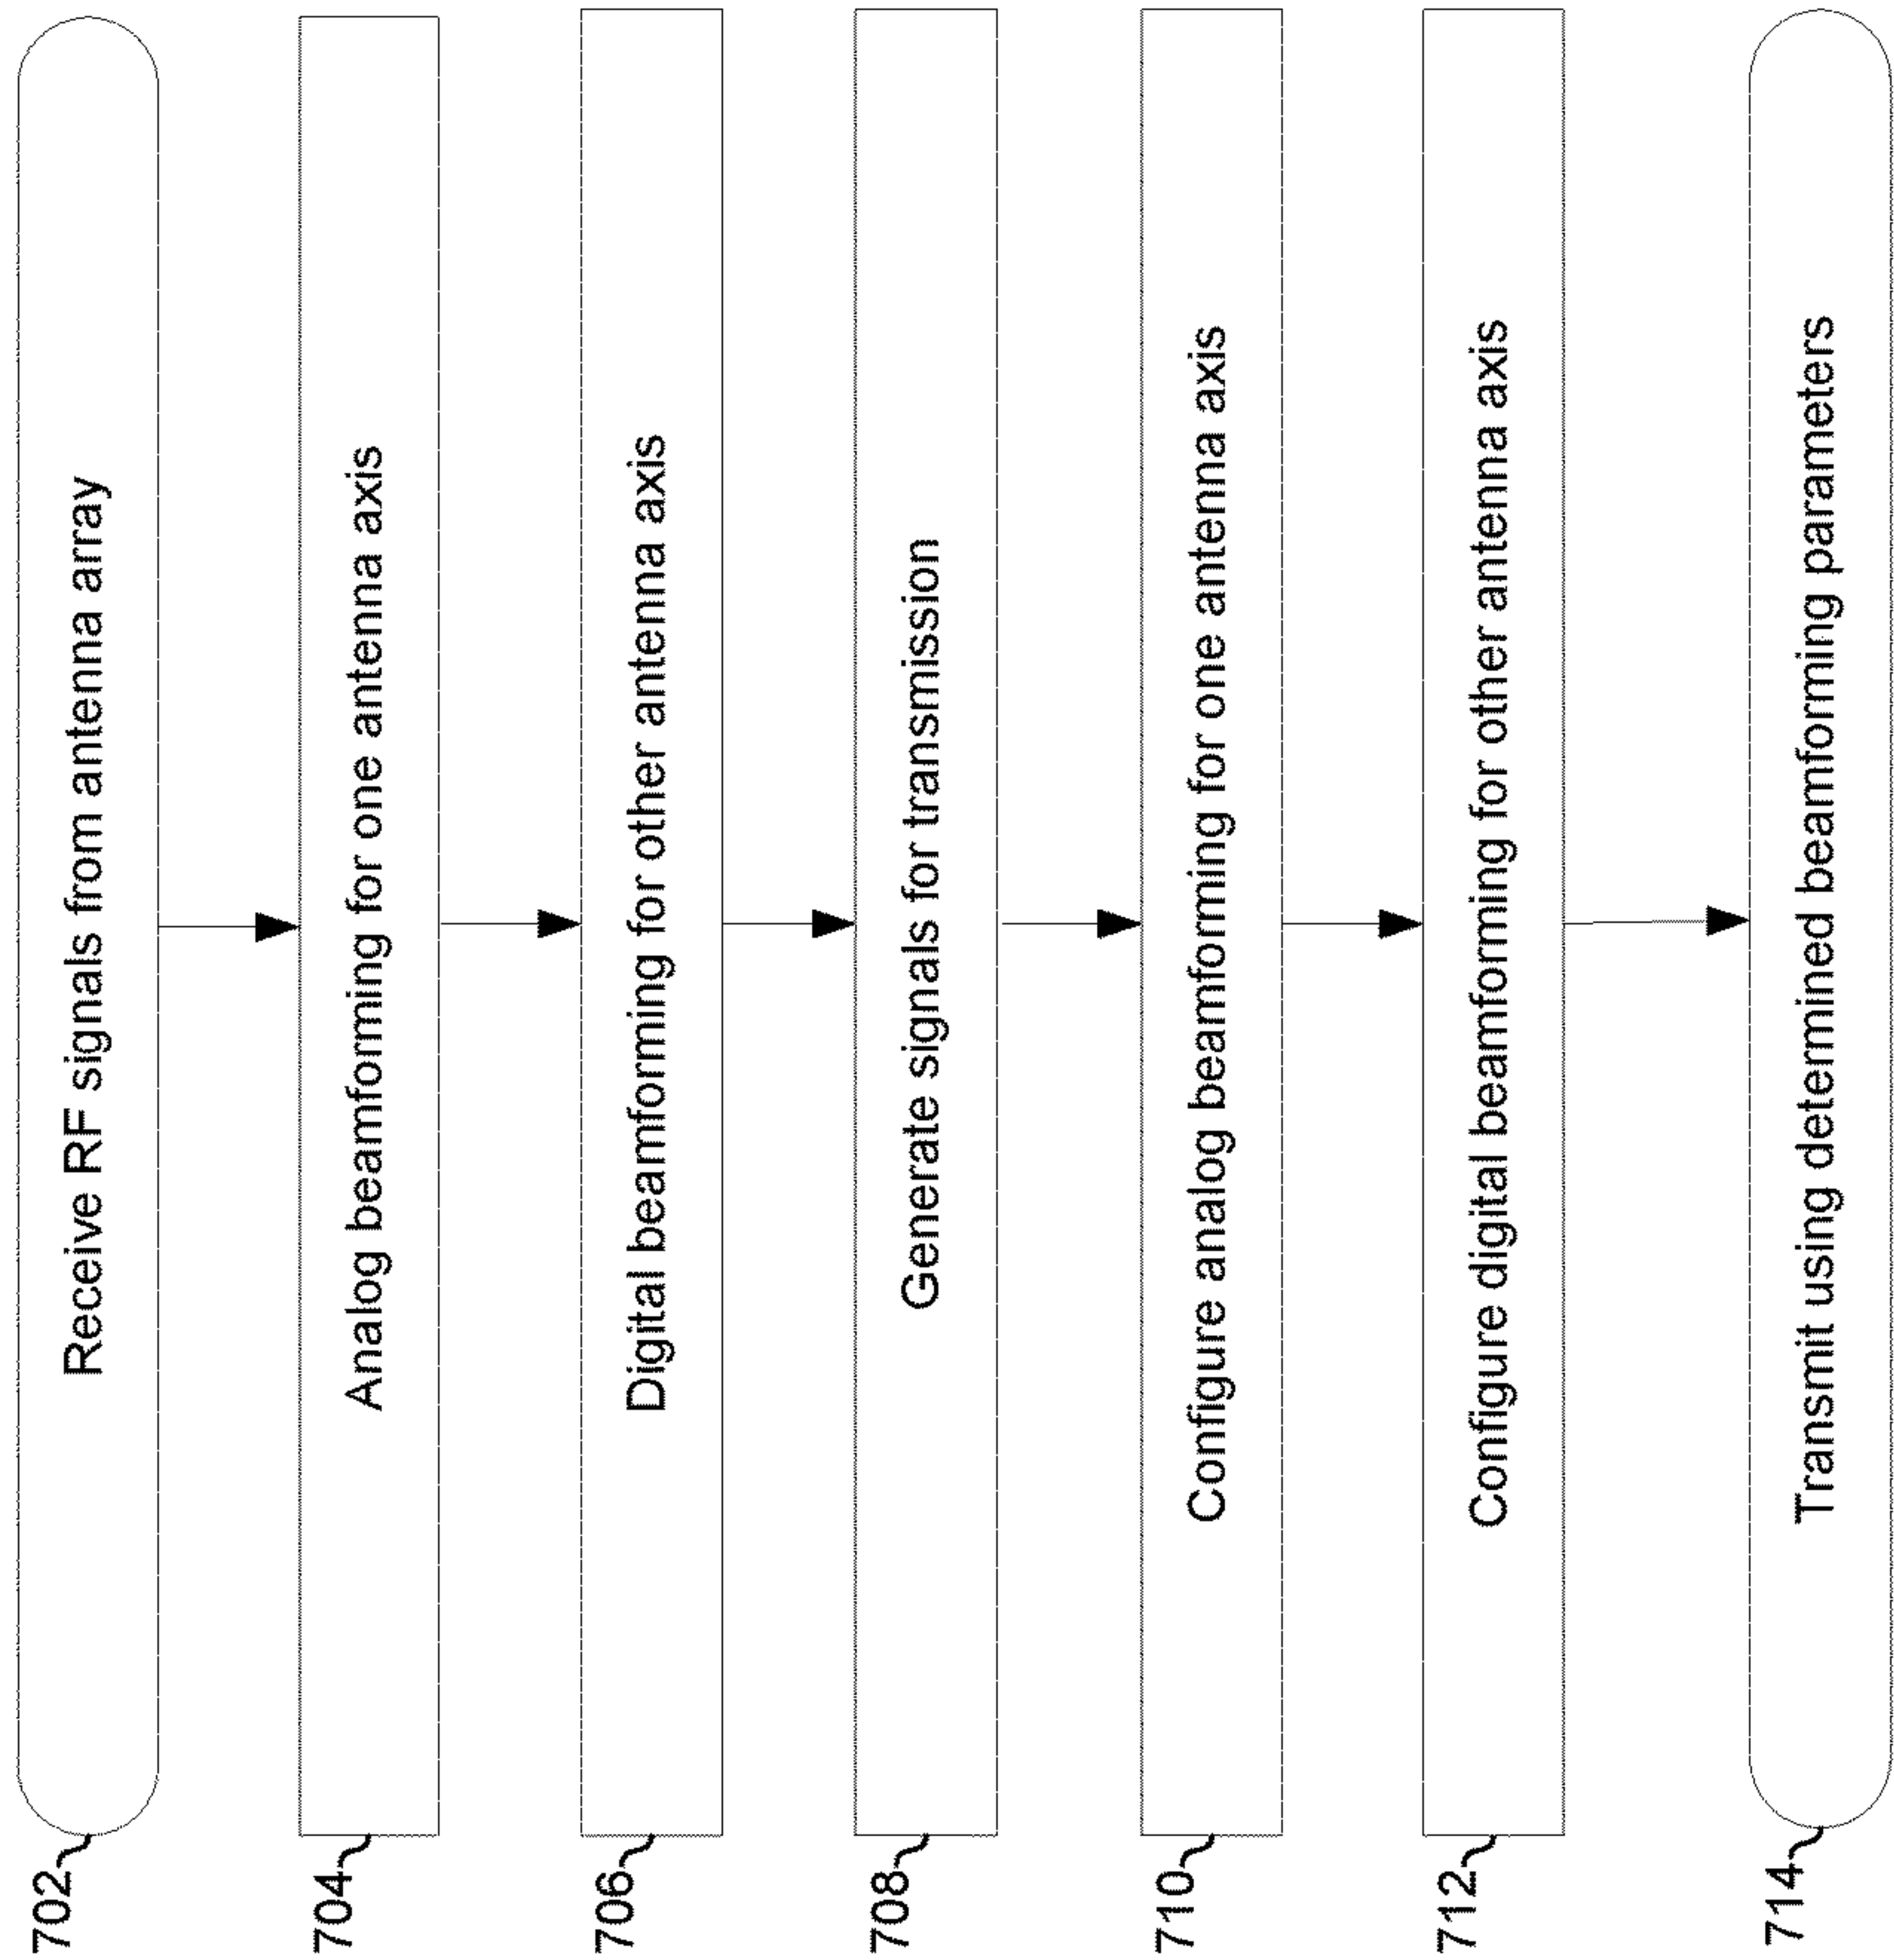 702
Receive RF signals from antenna array
704
Analog beamforming for one antenna axis
706
Digital beamforming for other antenna axis
708
Generate signals for transmission
710
Configure analog beamforming for one antenna axis
712
Configure digital beamforming for other antenna axis
714
Transmit using determined beamforming parameters